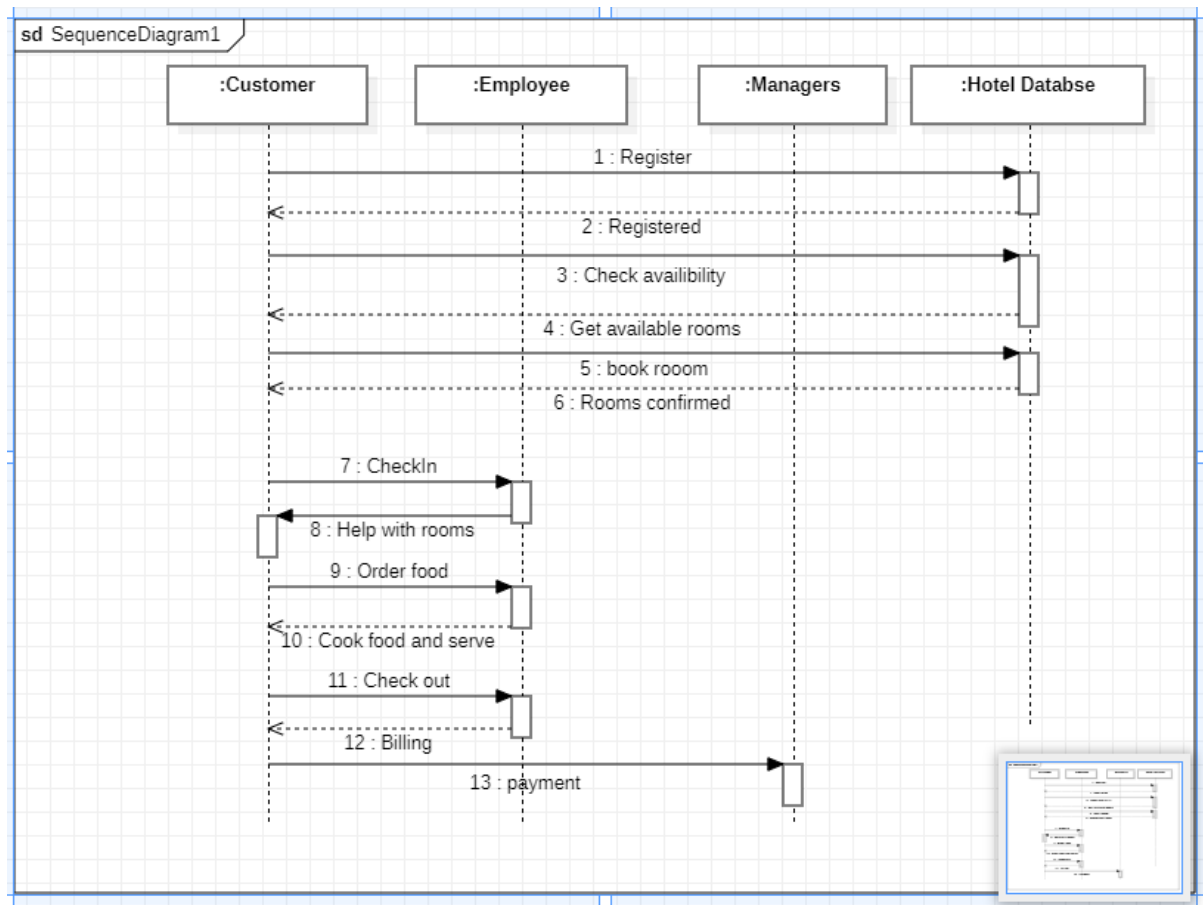 sd SequenceDiagram1
:Customer
:Employee
:Managers
:Hotel Databse
1 : Register
2 : Registered
3 : Check availibility
4 : Get available rooms
5 : book rooom
6 : Rooms confirmed
7 : CheckIn
8 : Help with rooms
9 : Order food
10 : Cook food and serve
11 : Check out
12 : Billing
13 : payment